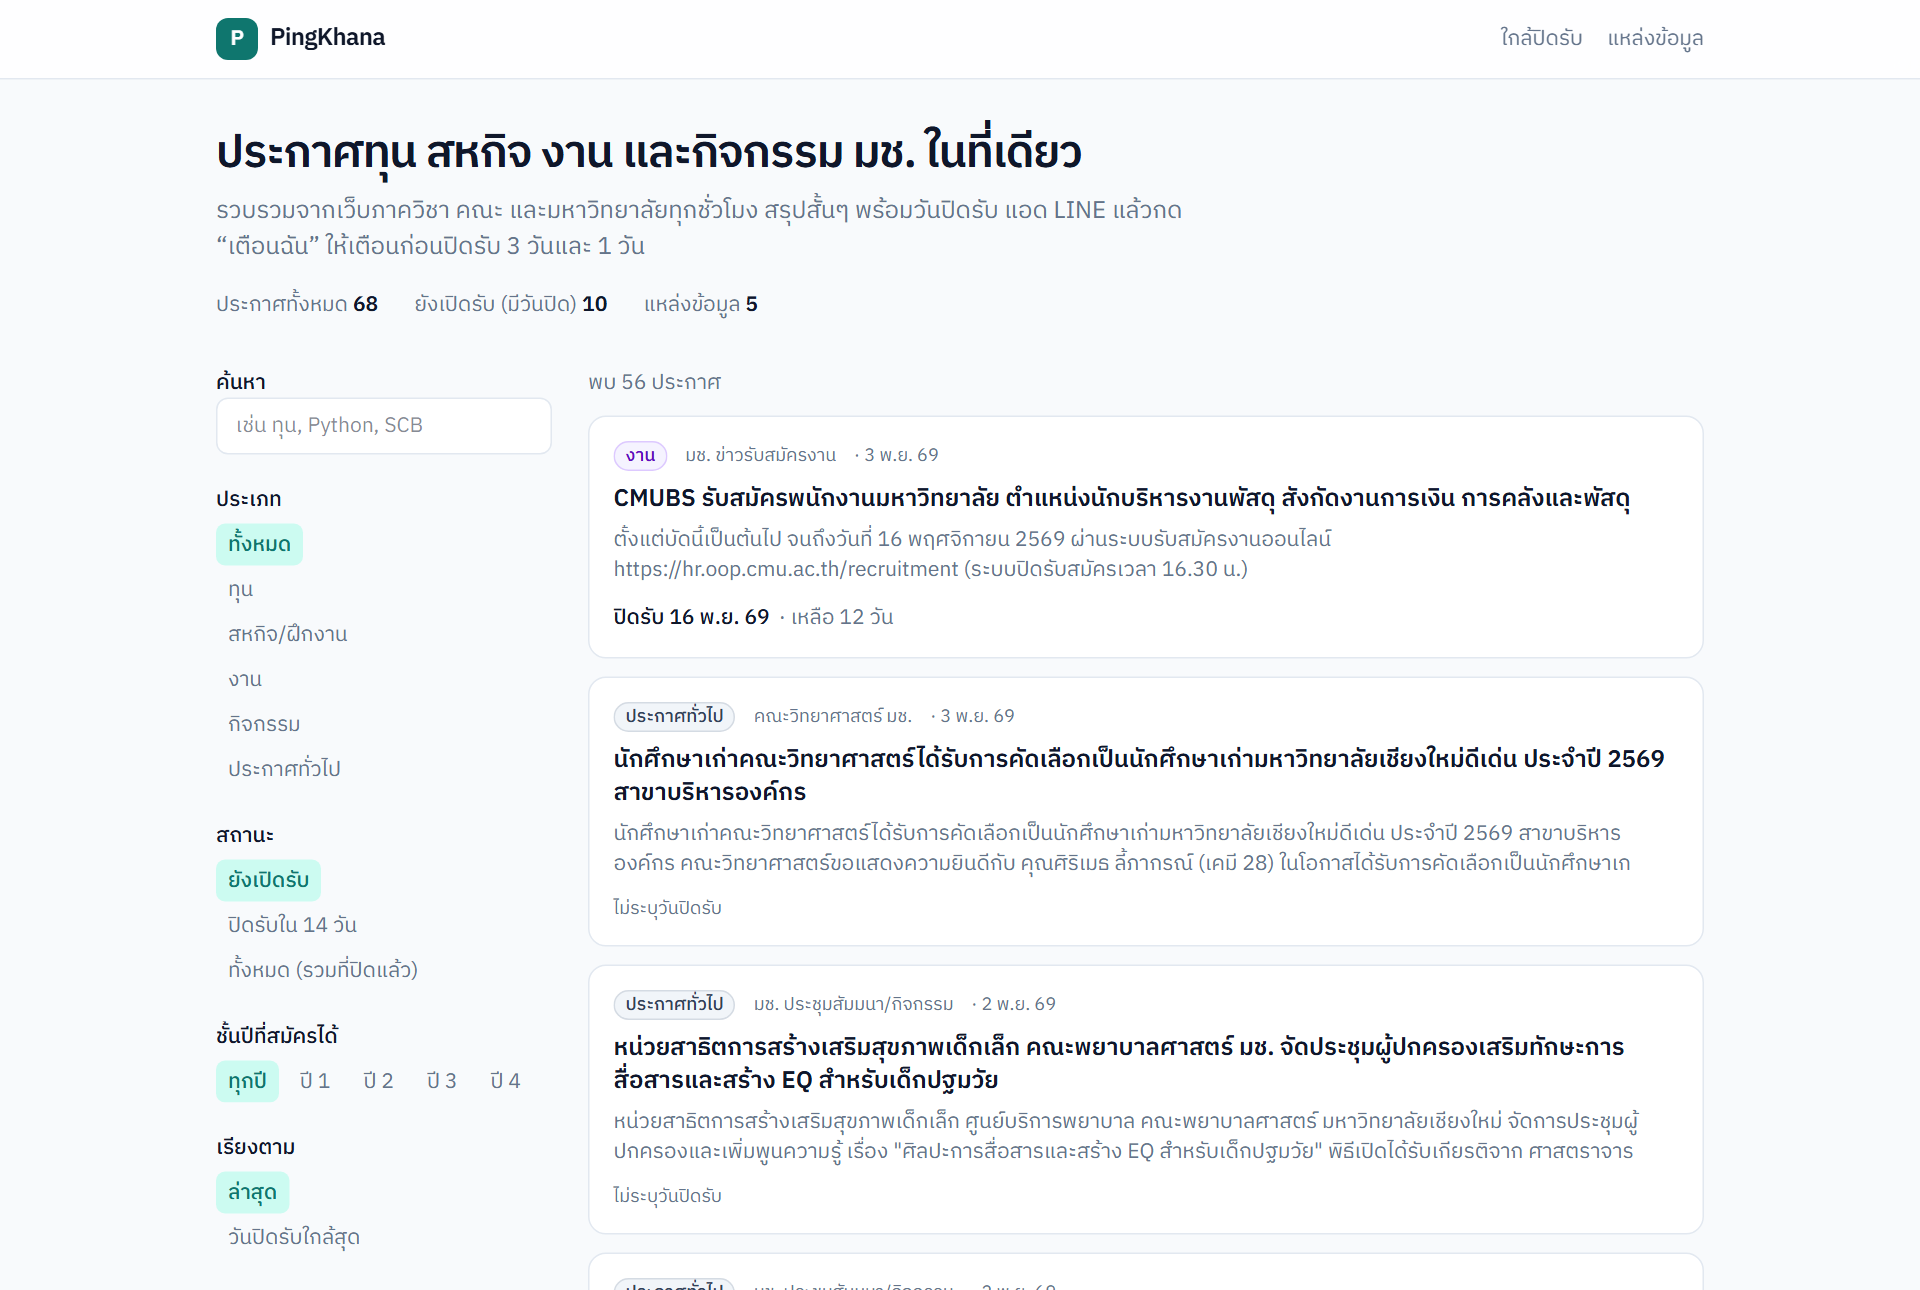 P PingKhana
ใกล้ปิดรับ แหล่งข้อมูล
ประกาศทุน สหกิจ งาน และกิจกรรม มช. ในที่เดียว
รวบรวมจากเว็บภาควิชา คณะ และมหาวิทยาลัยทุกชั่วโมง สรุปสั้นๆ พร้อมวันปิดรับ แอด LINE แล้วกด
“เตือนฉัน” ให้เตือนก่อนปิดรับ 3 วันและ 1 วัน
ประกาศทั้งหมด 68 ยังเปิดรับ (มีวันปิด) 10 แหล่งข้อมูล 5
ค้นหา
เช่น ทุน, Python, SCB
ประเภท
ทั้งหมด
ทุน
สหกิจ/ฝึกงาน
งาน
กิจกรรม
ประกาศทั่วไป
สถานะ
ยังเปิดรับ
ปิดรับใน 14 วัน
ทั้งหมด (รวมที่ปิดแล้ว)
ชั้นปีที่สมัครได้
ทุกปี ปี 1 ปี 2 ปี 3 ปี 4
เรียงตาม
ล่าสุด
วันปิดรับใกล้สุด
พบ 56 ประกาศ
งาน มช. ข่าวรับสมัครงาน · 3 พ.ย. 69
CMUBS รับสมัครพนักงานมหาวิทยาลัย ตำแหน่งนักบริหารงานพัสดุ สังกัดงานการเงิน การคลังและพัสดุ
ตั้งแต่บัดนี้เป็นต้นไป จนถึงวันที่ 16 พฤศจิกายน 2569 ผ่านระบบรับสมัครงานออนไลน์
https://hr.oop.cmu.ac.th/recruitment (ระบบปิดรับสมัครเวลา 16.30 น.)
ปิดรับ 16 พ.ย. 69 · เหลือ 12 วัน
ประกาศทั่วไป คณะวิทยาศาสตร์ มช. · 3 พ.ย. 69
นักศึกษาเก่าคณะวิทยาศาสตร์ได้รับการคัดเลือกเป็นนักศึกษาเก่ามหาวิทยาลัยเชียงใหม่ดีเด่น ประจำปี 2569
สาขาบริหารองค์กร
นักศึกษาเก่าคณะวิทยาศาสตร์ได้รับการคัดเลือกเป็นนักศึกษาเก่ามหาวิทยาลัยเชียงใหม่ดีเด่น ประจำปี 2569 สาขาบริหาร
องค์กร คณะวิทยาศาสตร์ขอแสดงความยินดีกับ คุณศิริเมธ ลี้ภากรณ์ (เคมี 28) ในโอกาสได้รับการคัดเลือกเป็นนักศึกษาเก
ไม่ระบุวันปิดรับ
ประกาศทั่วไป มช. ประชุมสัมมนา/กิจกรรม · 2 พ.ย. 69
หน่วยสาธิตการสร้างเสริมสุขภาพเด็กเล็ก คณะพยาบาลศาสตร์ มช. จัดประชุมผู้ปกครองเสริมทักษะการ
สื่อสารและสร้าง EQ สำหรับเด็กปฐมวัย
หน่วยสาธิตการสร้างเสริมสุขภาพเด็กเล็ก ศูนย์บริการพยาบาล คณะพยาบาลศาสตร์ มหาวิทยาลัยเชียงใหม่ จัดการประชุมผู้
ปกครองและเพิ่มพูนความรู้ เรื่อง "ศิลปะการสื่อสารและสร้าง EQ สำหรับเด็กปฐมวัย" พิธีเปิดได้รับเกียรติจาก ศาสตราจาร
ไม่ระบุวันปิดรับ
ประกาศทั่วไป มช. ประชุมสัมมนา/กิจกรรม · 2 พ.ย. 69